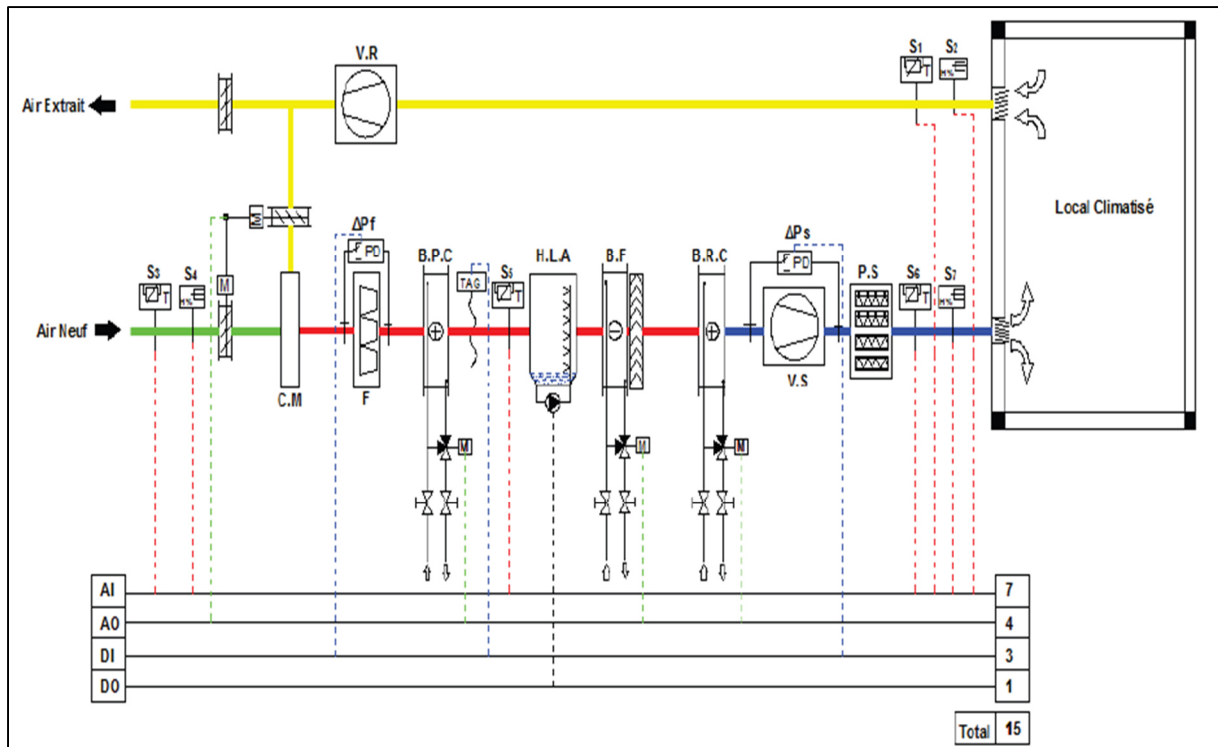 V.R
S1
S2
T
H%
Air Extrait
Local Climatisé
M
ΔPf
B.P.C
H.L.A
B.F
B.R.C
ΔPs
PD
PD
S3
S4
TAG
S5
P.S
S6
S7
T
H%
M
T
T
H%
Air Neuf
C.M
F
V.S
M
M
M
AI
7
AO
4
DI
3
DO
1
Total
15